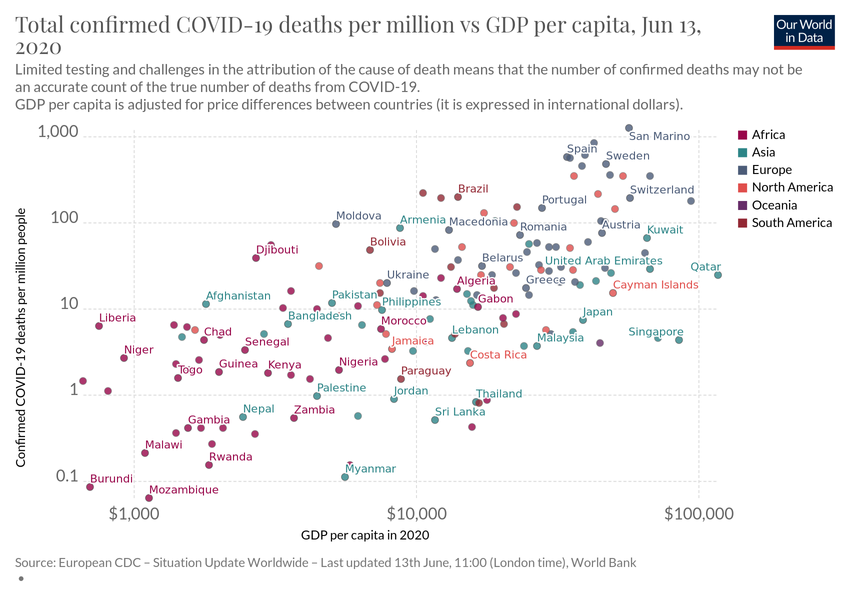 Total confirmed COVID-19 deaths per million vs GDP per capita, Jun 13,
2020
Our World
in Data
Limited testing and challenges in the attribution of the cause of death means that the number of confirmed deaths may not be
an accurate count of the true number of deaths from COVID-19.
GDP per capita is adjusted for price differences between countries (it is expressed in international dollars).
Confirmed COVID-19 deaths per million people
1,000
100
10
1
0.1
San Marino
Spain
Sweden
Brazil
Switzerland
Portugal
Moldova
Armenia
Macedonia
Romania
Austria
Kuwait
Djibouti
Bolivia
Belarus
United Arab Emirates
Qatar
Ukraine
Algeria
Greece
Cayman Islands
Afghanistan
Pakistan
Philippines
Gabon
Liberia
Bangladesh
Morocco
Japan
Chad
Lebanon
Malaysia
Singapore
Senegal
Jamaica
Niger
Costa Rica
Togo
Guinea
Kenya
Nigeria
Paraguay
Palestine
Jordan
Thailand
Nepal
Zambia
Sri Lanka
Gambia
Malawi
Rwanda
Myanmar
Burundi
Mozambique
$1,000
$10,000
$100,000
GDP per capita in 2020
Africa
Asia
Europe
North America
Oceania
South America
Source: European CDC – Situation Update Worldwide – Last updated 13th June, 11:00 (London time), World Bank